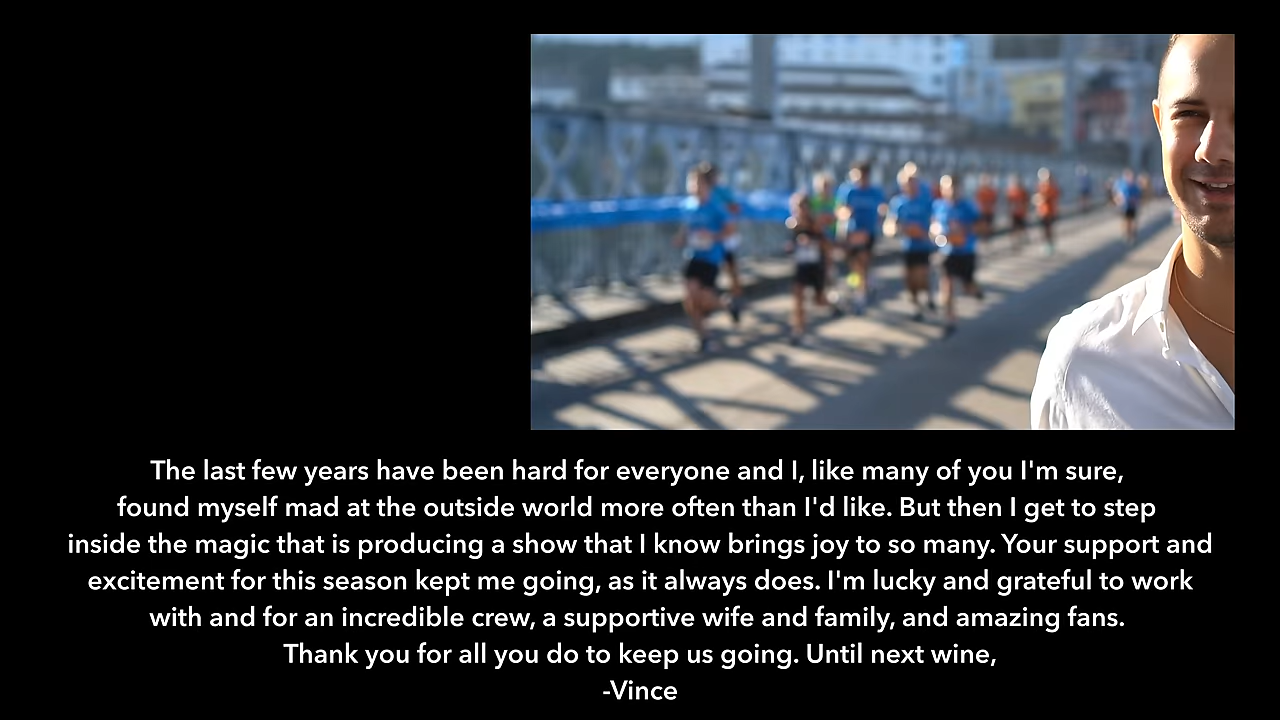 The last few years have been hard for everyone and I, like many of you I'm sure,
found myself mad at the outside world more often than I'd like. But then I get to step
inside the magic that is producing a show that I know brings joy to so many. Your support and
excitement for this season kept me going, as it always does. I'm lucky and grateful to work
with and for an incredible crew, a supportive wife and family, and amazing fans.
Thank you for all you do to keep us going. Until next wine,
-Vince